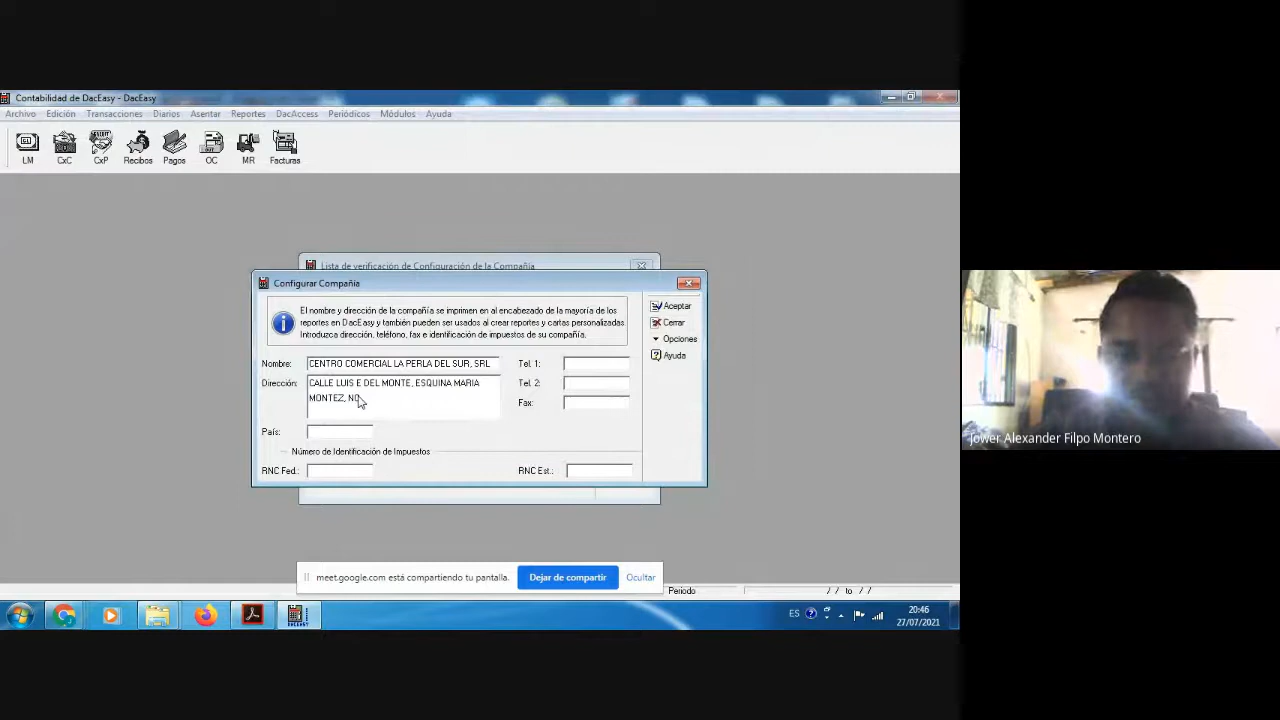 Contabilidad de DacEasy - DacEasy
Archivo Edición Transacciones Diarios Asentar Reportes DacAccess Periódicos Módulos Ayuda
LM CxC CxP Recibos Pagos OC MR Facturas
Lista de verificación de Configuración de la Compañía
Configurar Compañía
El nombre y dirección de la compañía se imprimen en al encabezado de la mayoría de los
reportes en DacEasy y también pueden ser usados al crear reportes y cartas personalizadas
Introduzca dirección, teléfono, fax e identificación de impuestos de su compañía.
Aceptar
Cerrar
Opciones
Ayuda
Nombre: CENTRO COMERCIAL LA PERLA DEL SUR, SRL Tel. 1:
Dirección: CALLE LUIS E DEL MONTE, ESQUINA MARIA Tel. 2:
MONTEZ, NO Fax:
País:
Número de Identificación de Impuestos
RNC Fed.: RNC Est.:
Jower Alexander Filpo Montero
meet.google.com está compartiendo tu pantalla. Dejar de compartir Ocultar
Periodo / / to / /
ES 20:46
27/07/2021